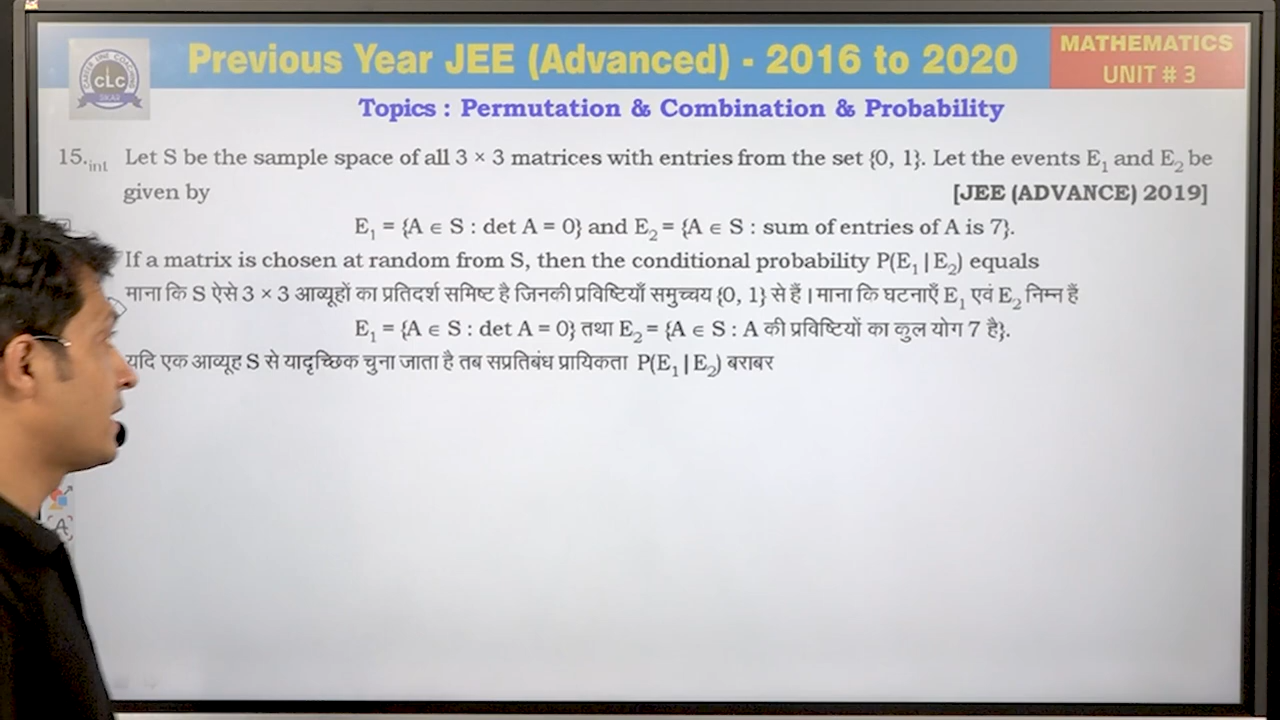 Previous Year JEE (Advanced) - 2016 to 2020
MATHEMATICS
UNIT # 3
CLC
SIKAR
Topics : Permutation & Combination & Probability
15.int Let S be the sample space of all 3 × 3 matrices with entries from the set {0, 1}. Let the events E₁ and E₂ be
given by [JEE (ADVANCE) 2019]
E₁ = {A ∈ S : det A = 0} and E₂ = {A ∈ S : sum of entries of A is 7}.
If a matrix is chosen at random from S, then the conditional probability P(E₁ | E₂) equals
माना कि S ऐसे 3 × 3 आव्यूहों का प्रतिदर्श समिष्ट है जिनकी प्रविष्टियाँ समुच्चय {0, 1} से हैं। माना कि घटनाएँ E₁ एवं E₂ निम्न हैं
E₁ = {A ∈ S : det A = 0} तथा E₂ = {A ∈ S : A की प्रविष्टियों का कुल योग 7 है}.
यदि एक आव्यूह S से यादृच्छिक चुना जाता है तब सप्रतिबंध प्रायिकता P(E₁ | E₂) बराबर